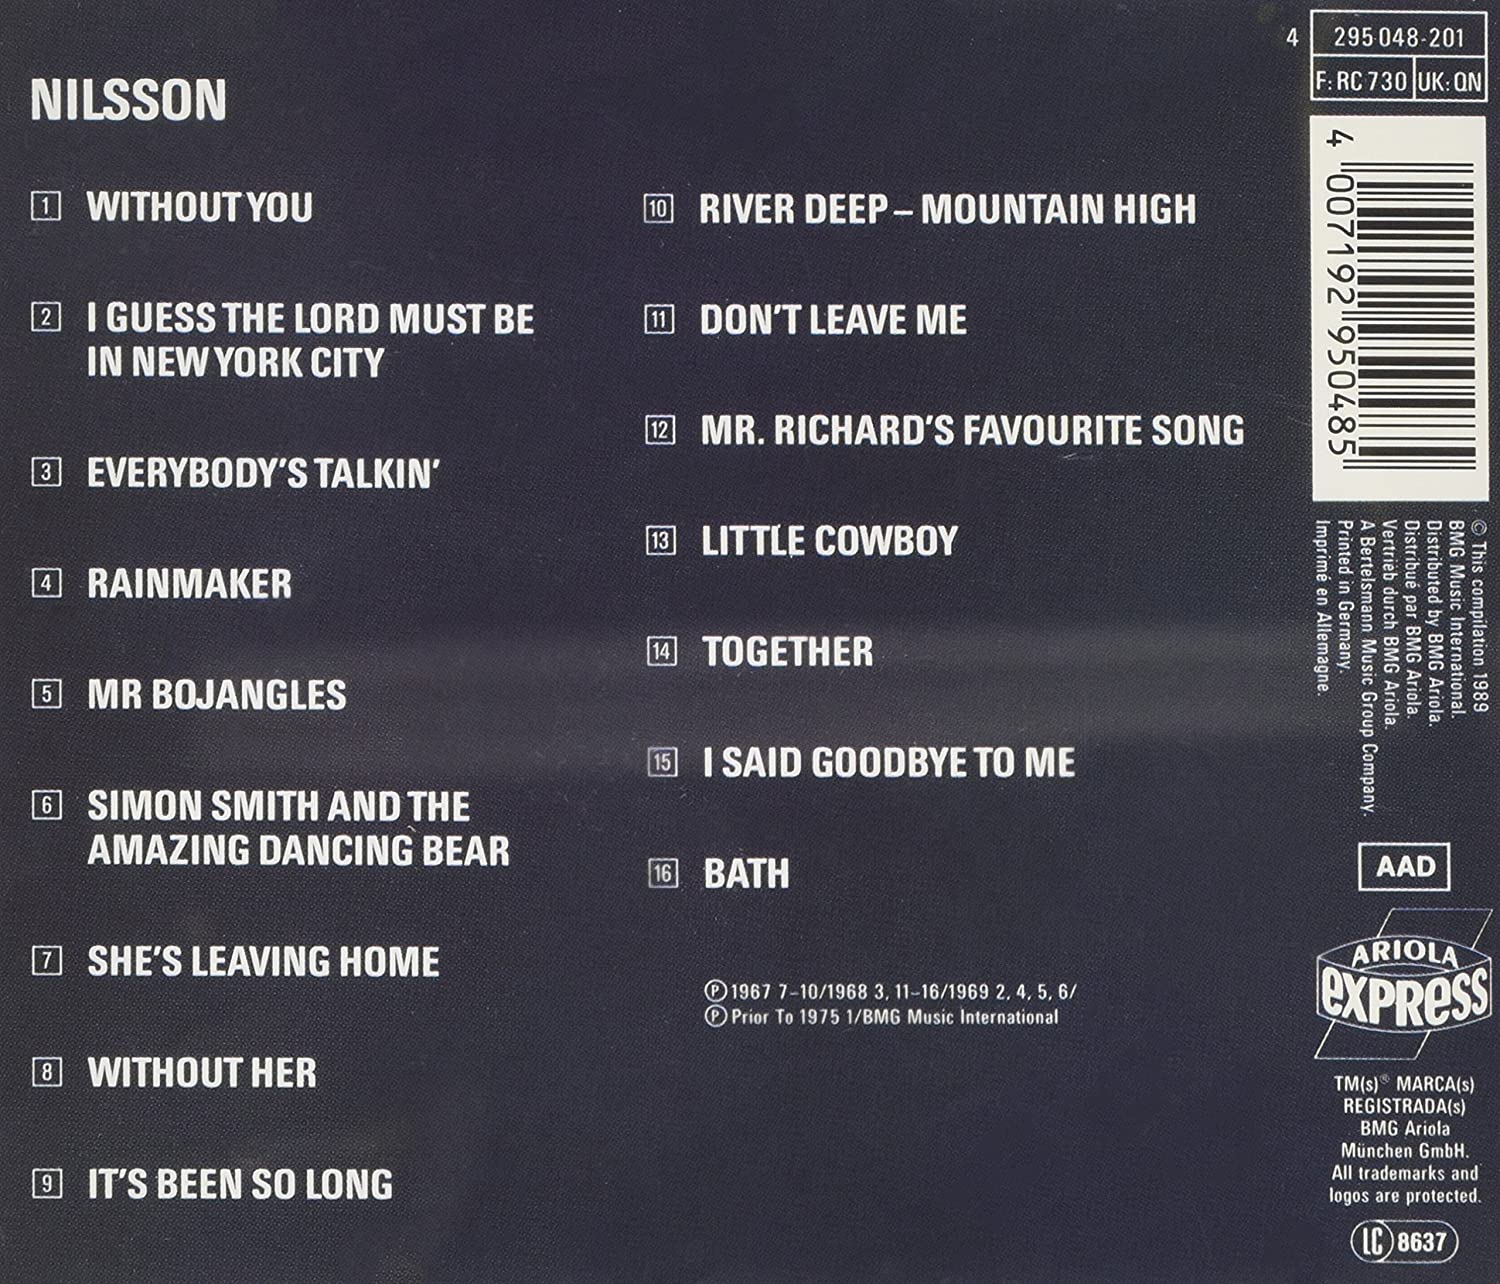 NILSSON
1 WITHOUT YOU
2 I GUESS THE LORD MUST BE
IN NEW YORK CITY
3 EVERYBODY'S TALKIN'
4 RAINMAKER
5 MR BOJANGLES
6 SIMON SMITH AND THE
AMAZING DANCING BEAR
7 SHE'S LEAVING HOME
8 WITHOUT HER
9 IT'S BEEN SO LONG
10 RIVER DEEP – MOUNTAIN HIGH
11 DON'T LEAVE ME
12 MR. RICHARD'S FAVOURITE SONG
13 LITTLE COWBOY
14 TOGETHER
15 I SAID GOODBYE TO ME
16 BATH
℗ 1967 7–10/1968 3, 11–16/1969 2, 4, 5, 6/
℗ Prior To 1975 1/BMG Music International
4 295 048-201
F: RC 730 UK: QN
4 007192 950485
© This compilation 1989
BMG Music International.
Distributed by BMG Ariola.
Distribué par BMG Ariola.
Vertrieb durch BMG Ariola.
A Bertelsmann Music Group Company.
Printed in Germany.
Imprimé en Allemagne.
AAD
ARIOLA
EXPRESS
TM(s)® MARCA(s)
REGISTRADA(s)
BMG Ariola
München GmbH.
All trademarks and
logos are protected.
LC 8637